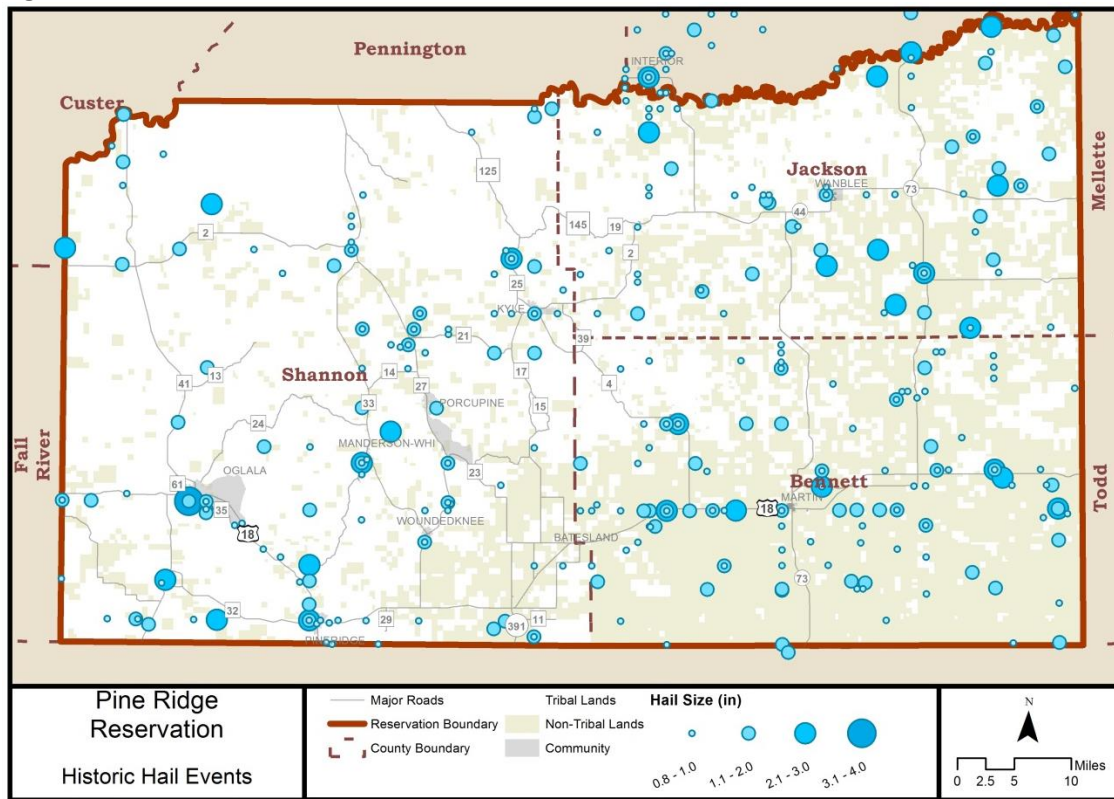 Pennington
Custer
INTERIOR
125
Jackson
WANBLEE
73
Mellette
44
145
19
2
2
25
KYLE
21
39
41
13
Shannon
14
17
4
27
33
15
PORCUPINE
24
MANDERSON-WHI
Fall
River
OGLALA
23
61
35
18
WOUNDEDKNEE
BATESLAND
18
MARTIN
Bennett
Todd
73
32
29
391
11
PINERIDGE
Pine Ridge
Reservation
Historic Hail Events
Major Roads
Reservation Boundary
County Boundary
Tribal Lands
Non-Tribal Lands
Community
Hail Size (in)
0.8 - 1.0
1.1 - 2.0
2.1 - 3.0
3.1 - 4.0
N
Miles
0 2.5 5 10